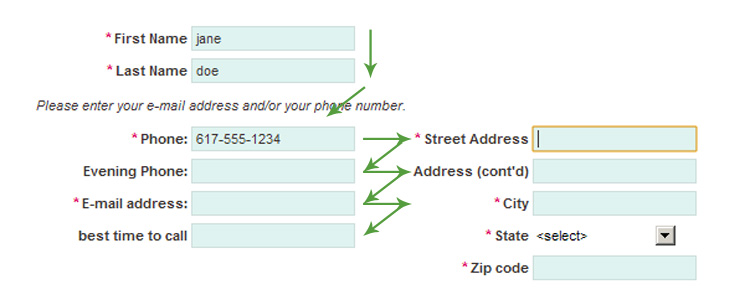 * First Name jane
* Last Name doe
Please enter your e-mail address and/or your phone number.
* Phone: 617-555-1234 * Street Address
Evening Phone: Address (cont'd)
* E-mail address: * City
best time to call * State <select>
* Zip code